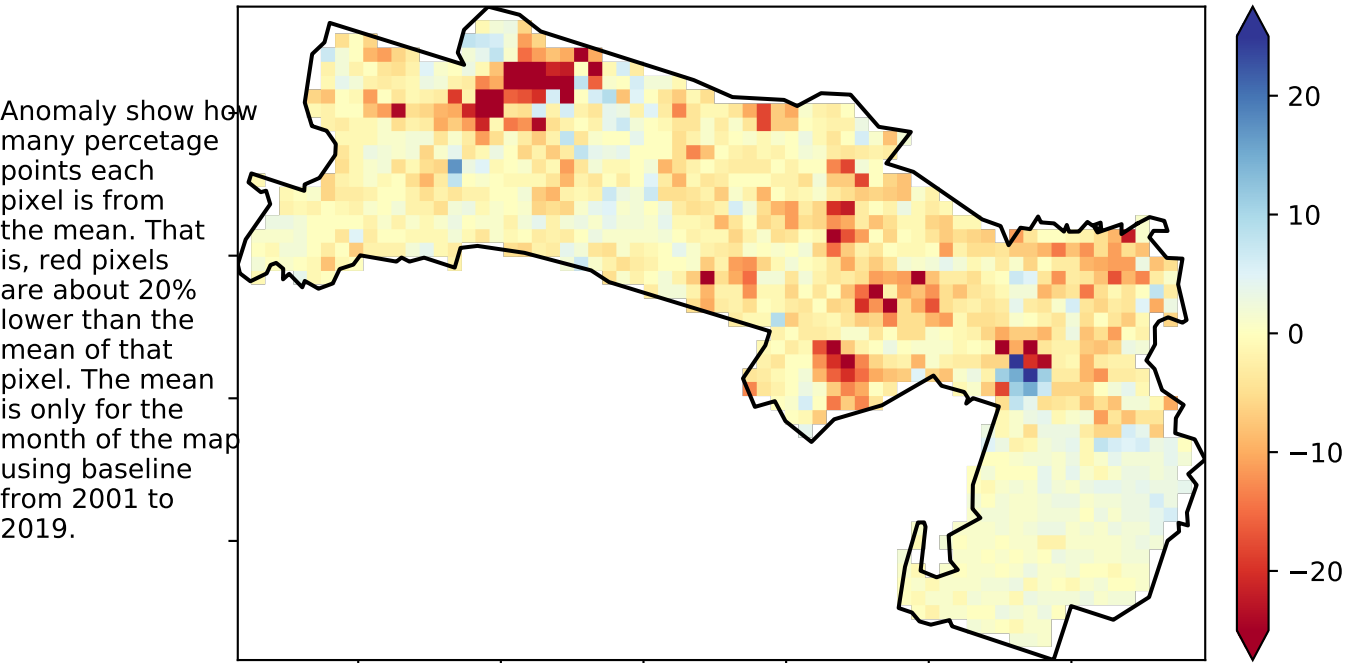 Anomaly show how
many percetage
points each
pixel is from
the mean. That
is, red pixels
are about 20%
lower than the
mean of that
pixel. The mean
is only for the
month of the map
using baseline
from 2001 to
2019.
20
10
0
−10
−20